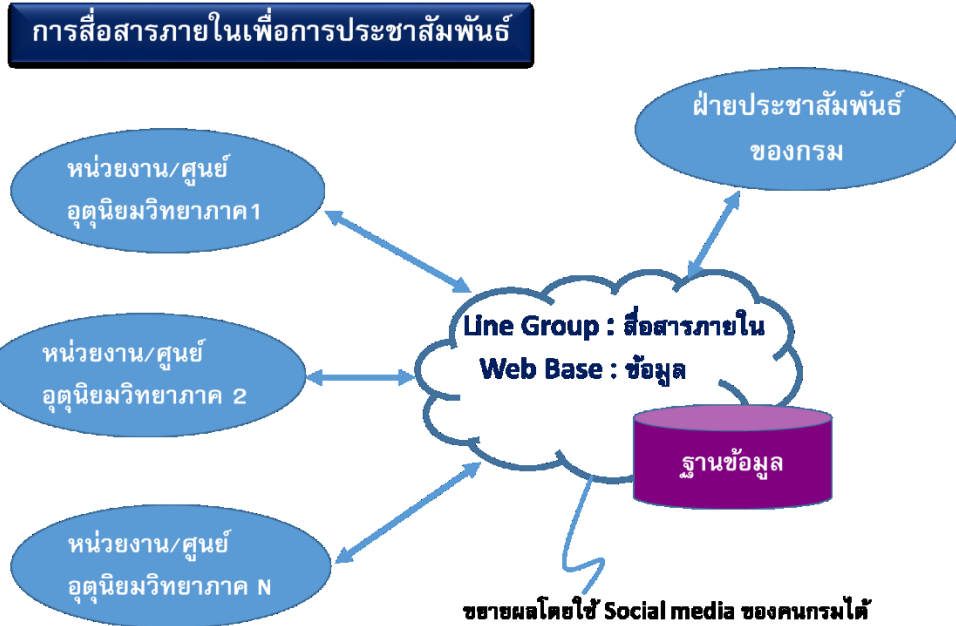 การสื่อสารภายในเพื่อการประชาสัมพันธ์
ฝ่ายประชาสัมพันธ์
ของกรม
หน่วยงาน/ศูนย์
อุตุนิยมวิทยาภาค1
Line Group : สื่อสารภายใน
Web Base : ข้อมูล
หน่วยงาน/ศูนย์
อุตุนิยมวิทยาภาค 2
ฐานข้อมูล
หน่วยงาน/ศูนย์
อุตุนิยมวิทยาภาค N
ขยายผลโดยใช้ Social media ของคนกรมได้